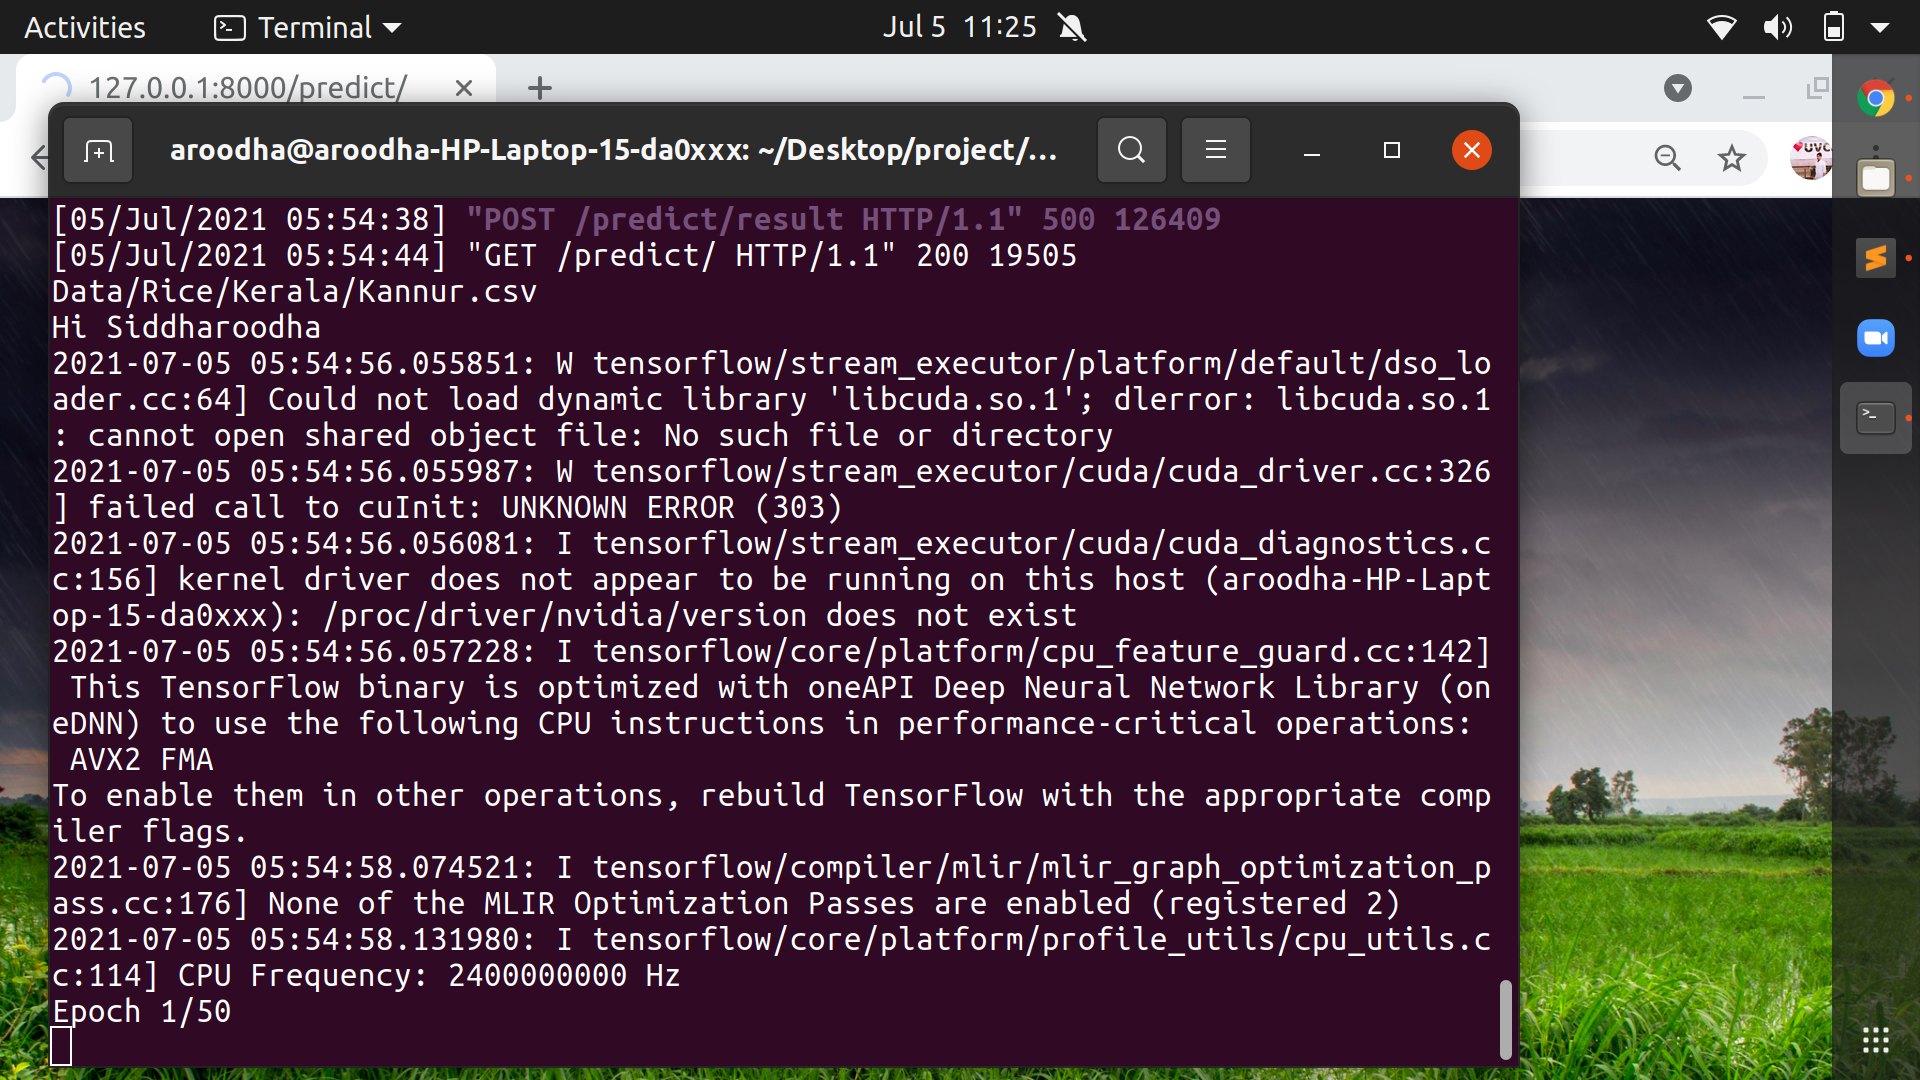 Activities
Terminal
Jul 5 11:25
127.0.0.1:8000/predict/
aroodha@aroodha-HP-Laptop-15-da0xxx: ~/Desktop/project/...
UVC
[05/Jul/2021 05:54:38] "POST /predict/result HTTP/1.1" 500 126409
[05/Jul/2021 05:54:44] "GET /predict/ HTTP/1.1" 200 19505
Data/Rice/Kerala/Kannur.csv
Hi Siddharoodha
2021-07-05 05:54:56.055851: W tensorflow/stream_executor/platform/default/dso_lo
ader.cc:64] Could not load dynamic library 'libcuda.so.1'; dlerror: libcuda.so.1
: cannot open shared object file: No such file or directory
2021-07-05 05:54:56.055987: W tensorflow/stream_executor/cuda/cuda_driver.cc:326
] failed call to cuInit: UNKNOWN ERROR (303)
2021-07-05 05:54:56.056081: I tensorflow/stream_executor/cuda/cuda_diagnostics.c
c:156] kernel driver does not appear to be running on this host (aroodha-HP-Lapt
op-15-da0xxx): /proc/driver/nvidia/version does not exist
2021-07-05 05:54:56.057228: I tensorflow/core/platform/cpu_feature_guard.cc:142]
 This TensorFlow binary is optimized with oneAPI Deep Neural Network Library (on
eDNN) to use the following CPU instructions in performance-critical operations:
 AVX2 FMA
To enable them in other operations, rebuild TensorFlow with the appropriate comp
iler flags.
2021-07-05 05:54:58.074521: I tensorflow/compiler/mlir/mlir_graph_optimization_p
ass.cc:176] None of the MLIR Optimization Passes are enabled (registered 2)
2021-07-05 05:54:58.131980: I tensorflow/core/platform/profile_utils/cpu_utils.c
c:114] CPU Frequency: 2400000000 Hz
Epoch 1/50